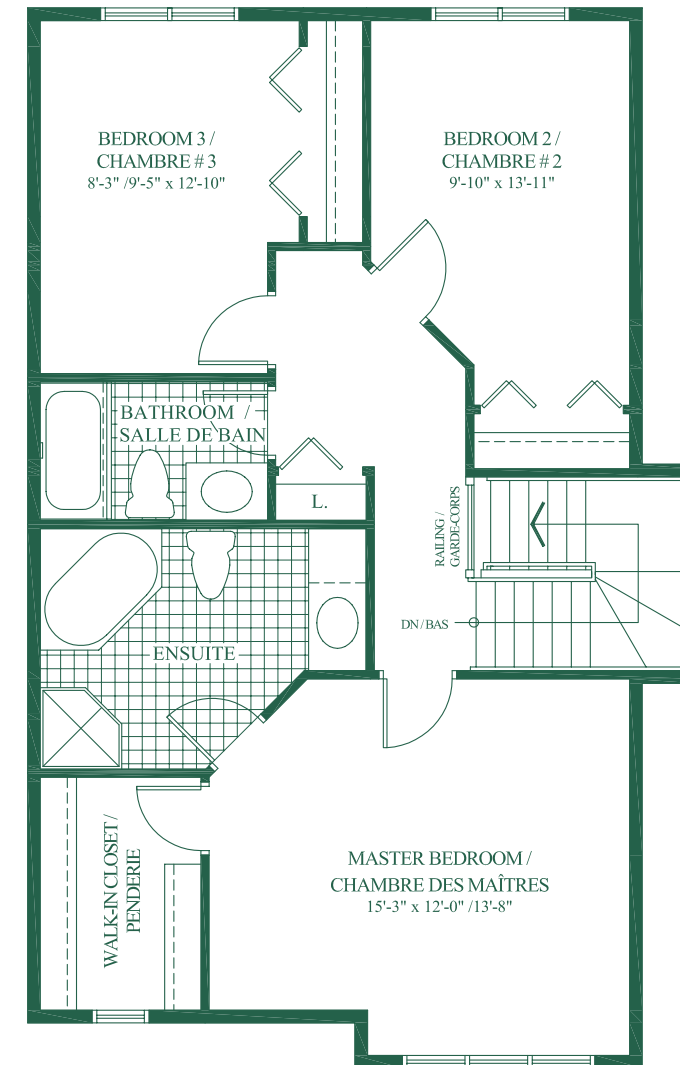 BEDROOM 3 /
CHAMBRE # 3
8'-3" /9'-5" x 12'-10"
BEDROOM 2 /
CHAMBRE # 2
9'-10" x 13'-11"
BATHROOM /
SALLE DE BAIN
L.
RAILING /
GARDE-CORPS
DN / BAS
ENSUITE
WALK-IN CLOSET /
PENDERIE
MASTER BEDROOM /
CHAMBRE DES MAÎTRES
15'-3" x 12'-0" /13'-8"